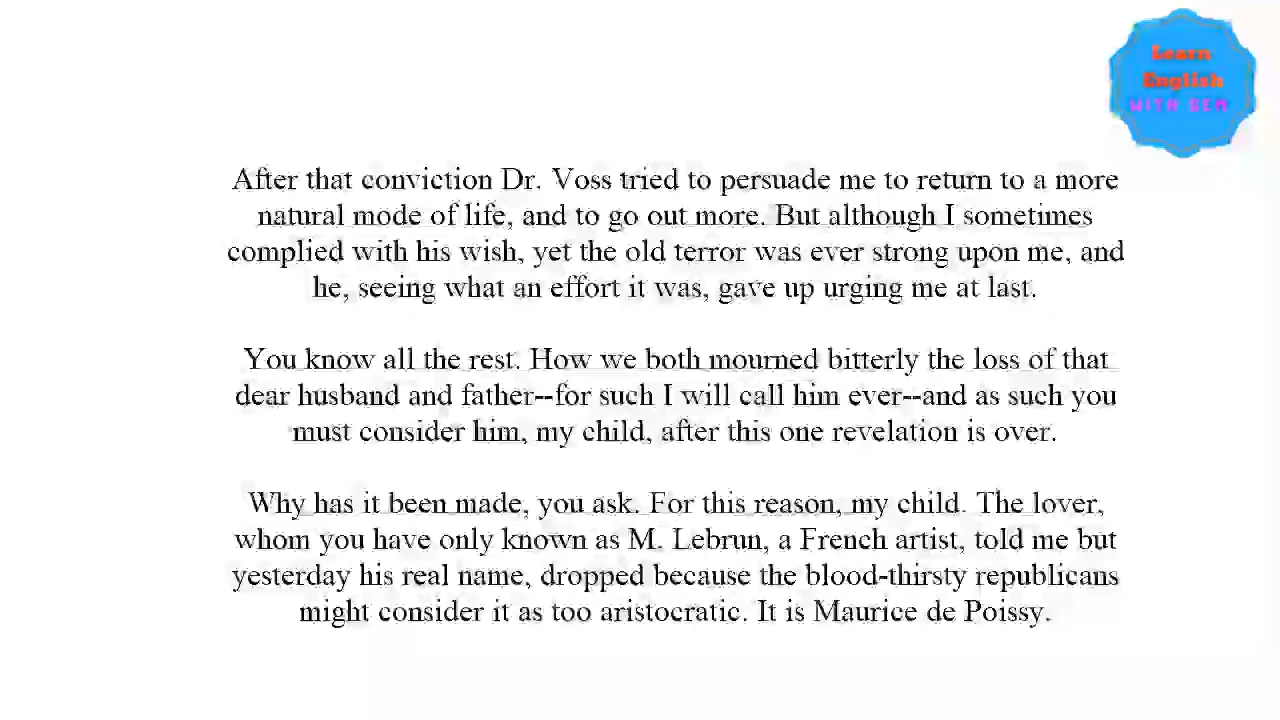 Learn
English
WITH GEM
After that conviction Dr. Voss tried to persuade me to return to a more
natural mode of life, and to go out more. But although I sometimes
complied with his wish, yet the old terror was ever strong upon me, and
he, seeing what an effort it was, gave up urging me at last.
You know all the rest. How we both mourned bitterly the loss of that
dear husband and father--for such I will call him ever--and as such you
must consider him, my child, after this one revelation is over.
Why has it been made, you ask. For this reason, my child. The lover,
whom you have only known as M. Lebrun, a French artist, told me but
yesterday his real name, dropped because the blood-thirsty republicans
might consider it as too aristocratic. It is Maurice de Poissy.